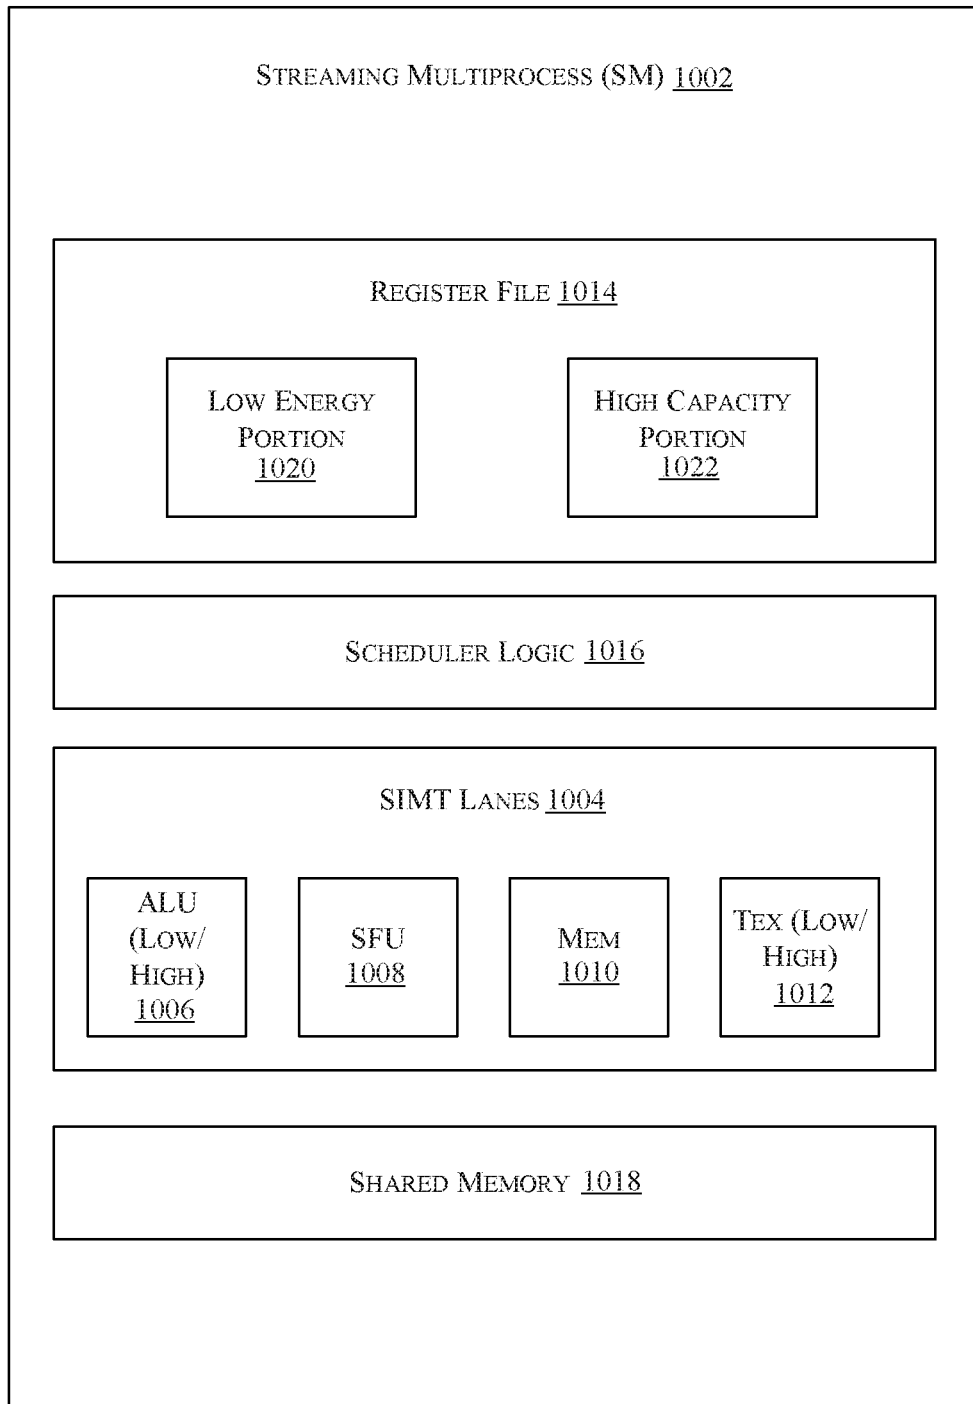 STREAMING MULTIPROCESS (SM) 1002
REGISTER FILE 1014
LOW ENERGY
PORTION
1020
HIGH CAPACITY
PORTION
1022
SCHEDULER LOGIC 1016
SIMT LANES 1004
ALU
(LOW/
HIGH)
1006
SFU
1008
MEM
1010
TEX (LOW/
HIGH)
1012
SHARED MEMORY 1018